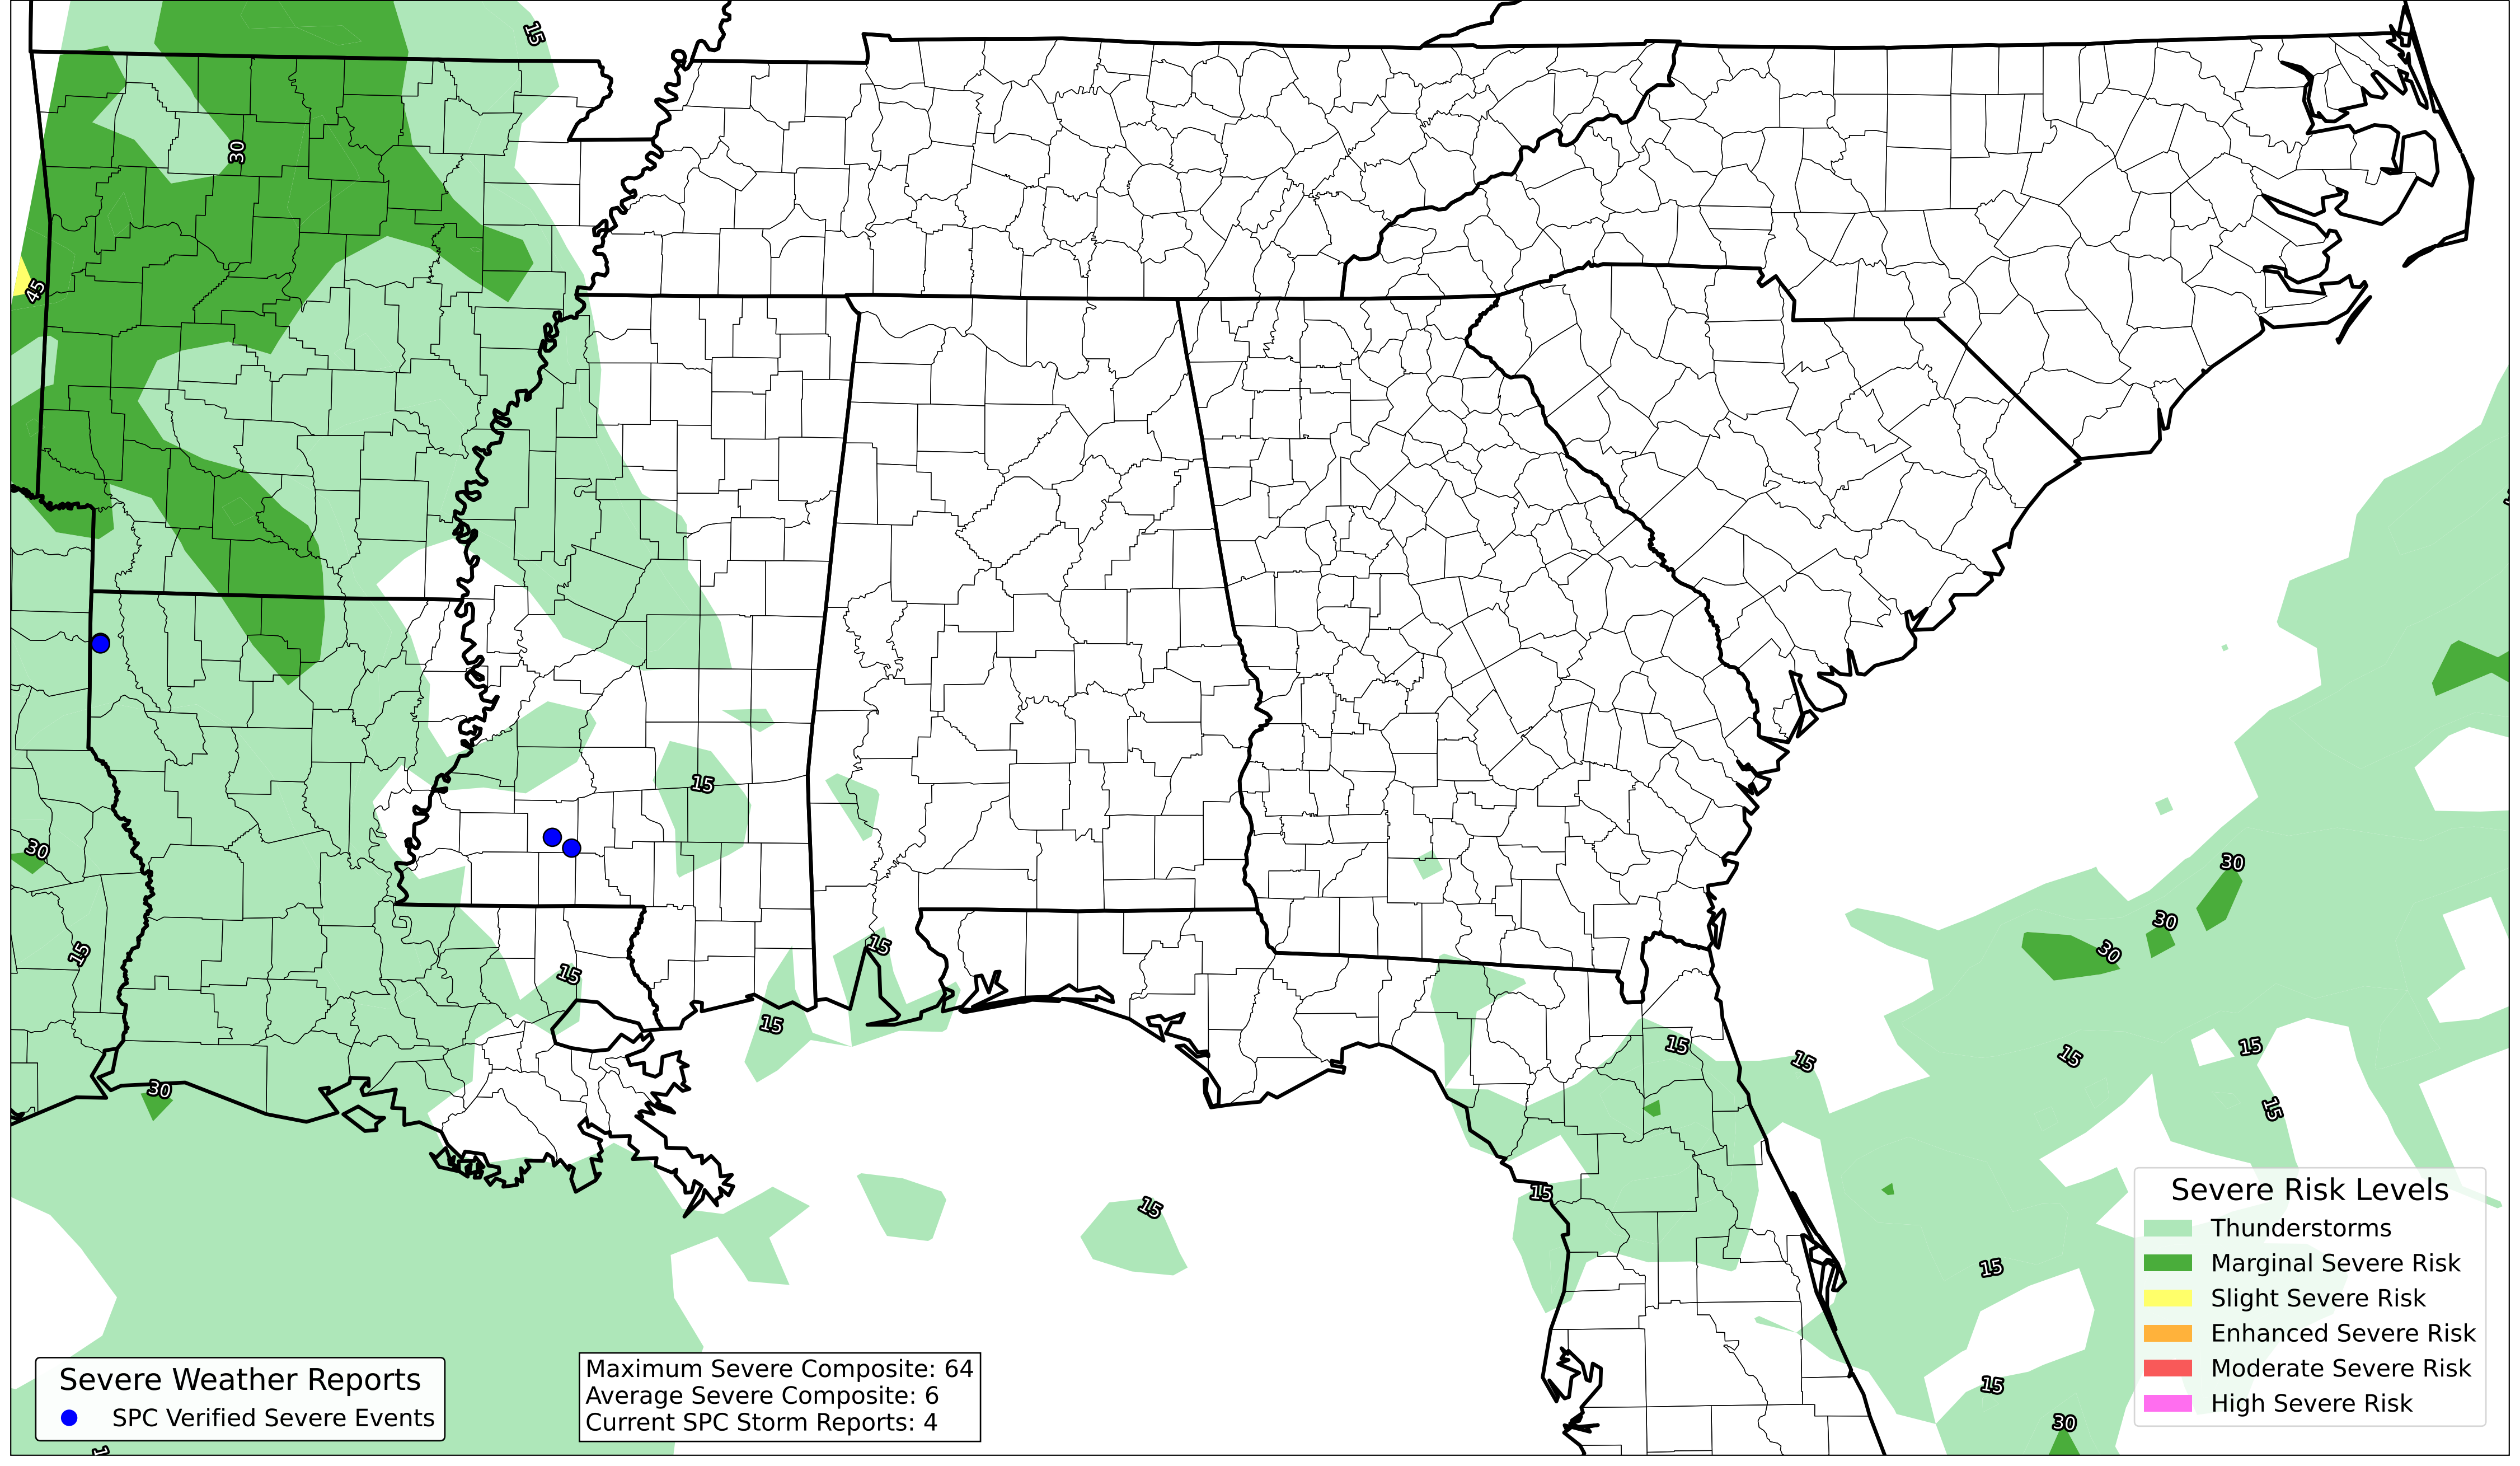 15
30
45
15
30
30
15
30
15
30
15
15
15
15
15
15
30
15
15
15
15
Severe Risk Levels
Thunderstorms
Marginal Severe Risk
Slight Severe Risk
Enhanced Severe Risk
Moderate Severe Risk
High Severe Risk
15
15
30
Maximum Severe Composite: 64
Average Severe Composite: 6
Current SPC Storm Reports: 4
Severe Weather Reports
SPC Verified Severe Events